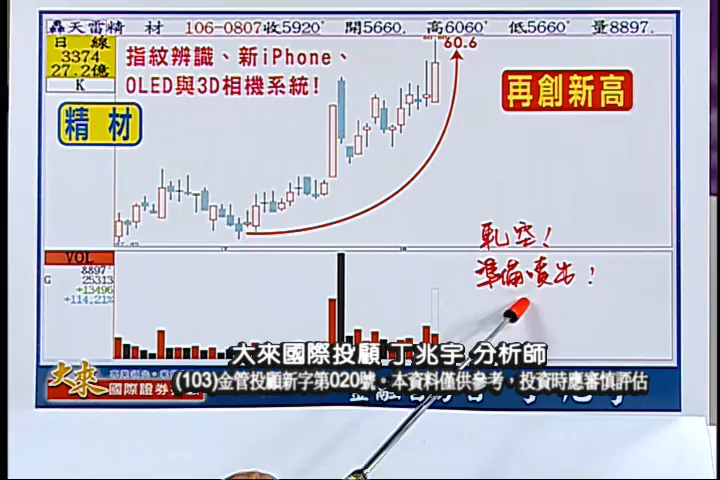 轟天雷精 材 106-0807收5920' 開5660. 高6060' 低5660' 量8897.
日 線
3374
27.2億
K
指紋辨識、新iPhone、
OLED與3D相機系統!
60.6
再創新高
精 材
軋空!
準備噴出!
VOL
8897'
G 25313
+13496
+114.21%
大來國際投顧 丁兆宇 分析師
大來
國際證券投顧
(103)金管投顧新字第020號‧本資料僅供參考，投資時應審慎評估